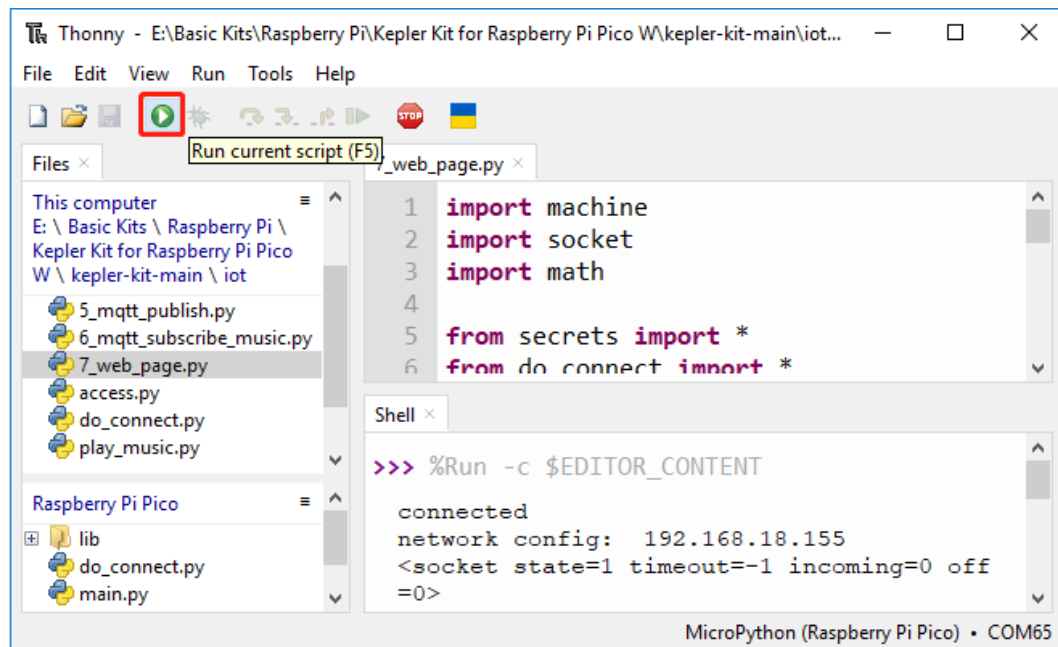 Thonny - E:\Basic Kits\Raspberry Pi\Kepler Kit for Raspberry Pi Pico W\kepler-kit-main\iot...
File Edit View Run Tools Help
STOP
Run current script (F5)
Files
7_web_page.py
This computer
E: \ Basic Kits \ Raspberry Pi \
Kepler Kit for Raspberry Pi Pico
W \ kepler-kit-main \ iot
5_mqtt_publish.py
6_mqtt_subscribe_music.py
7_web_page.py
access.py
do_connect.py
play_music.py
Raspberry Pi Pico
lib
do_connect.py
main.py
1 import machine
2 import socket
3 import math
4
5 from secrets import *
6 from do_connect import *
Shell
>>> %Run -c $EDITOR_CONTENT
connected
network config: 192.168.18.155
<socket state=1 timeout=-1 incoming=0 off
=0>
MicroPython (Raspberry Pi Pico) • COM65